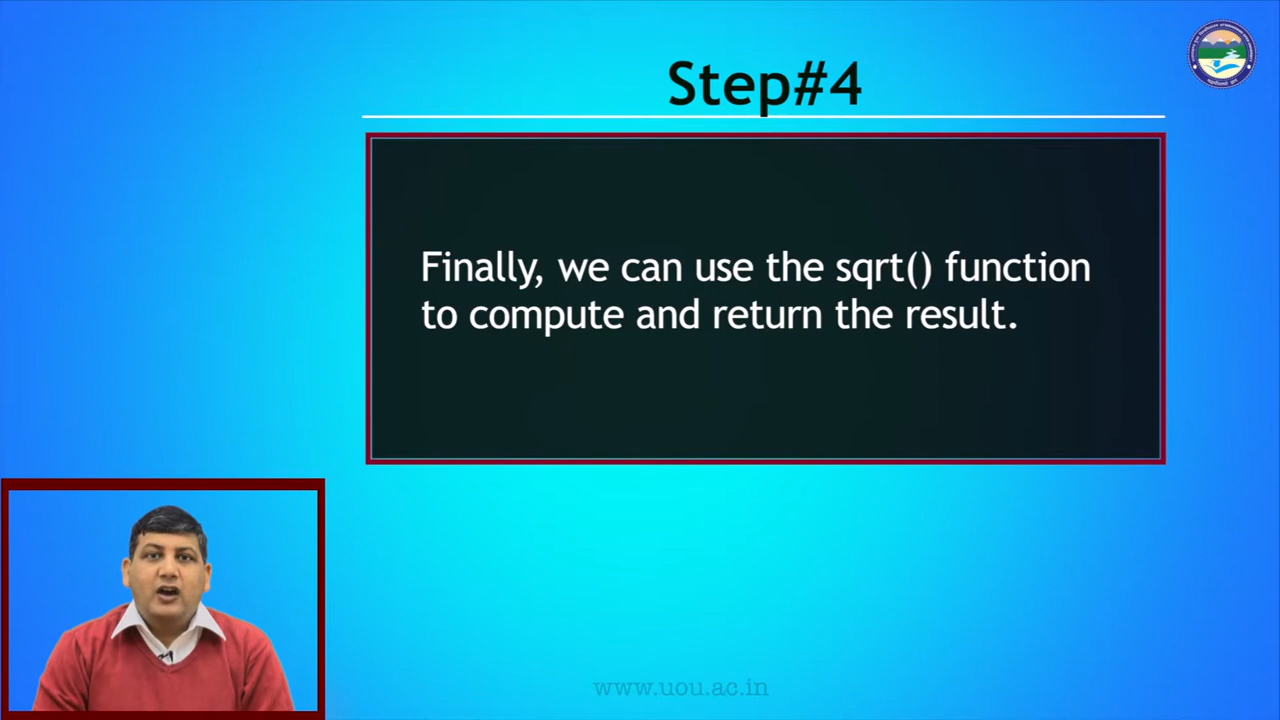 Step#4
Finally, we can use the sqrt() function
to compute and return the result.
www.uou.ac.in